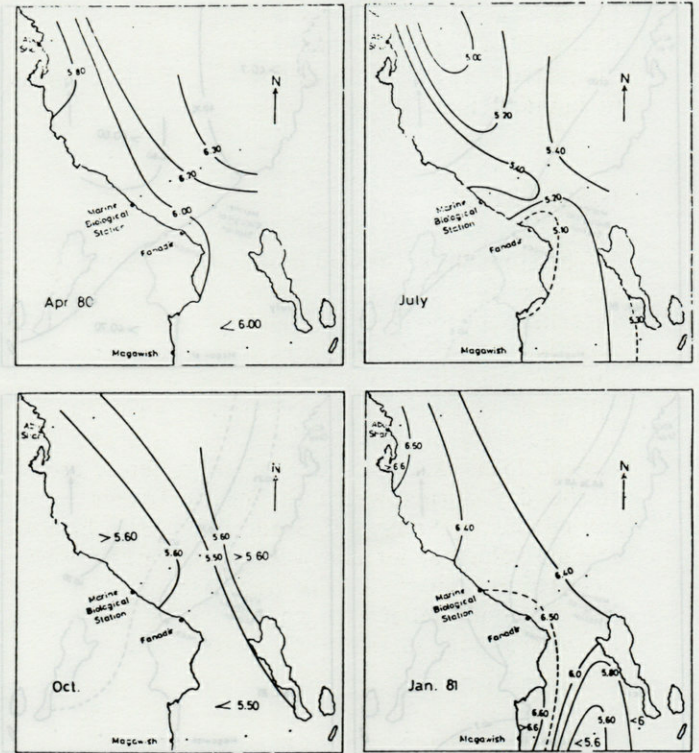 5.80
N
6.30
6.20
6.00
Marine
Biological
Station
Fanadir
Apr 80
< 6.00
Magawish
5.00
N
5.20
5.40
5.40
5.20
Marine
Biological
Station
5.10
Fanadir
July
Magawish
N
> 5.60
5.60
5.60
5.50
> 5.60
Marine
Biological
Station
Fanadir
Oct.
< 5.50
Magawish
6.50
>6.6
N
6.40
6.40
Marine
Biological
Station
6.50
Fanadir
Jan. 81
6.0
5.80
6.60
>6.6
5.60
<6
<5.6
Magawish